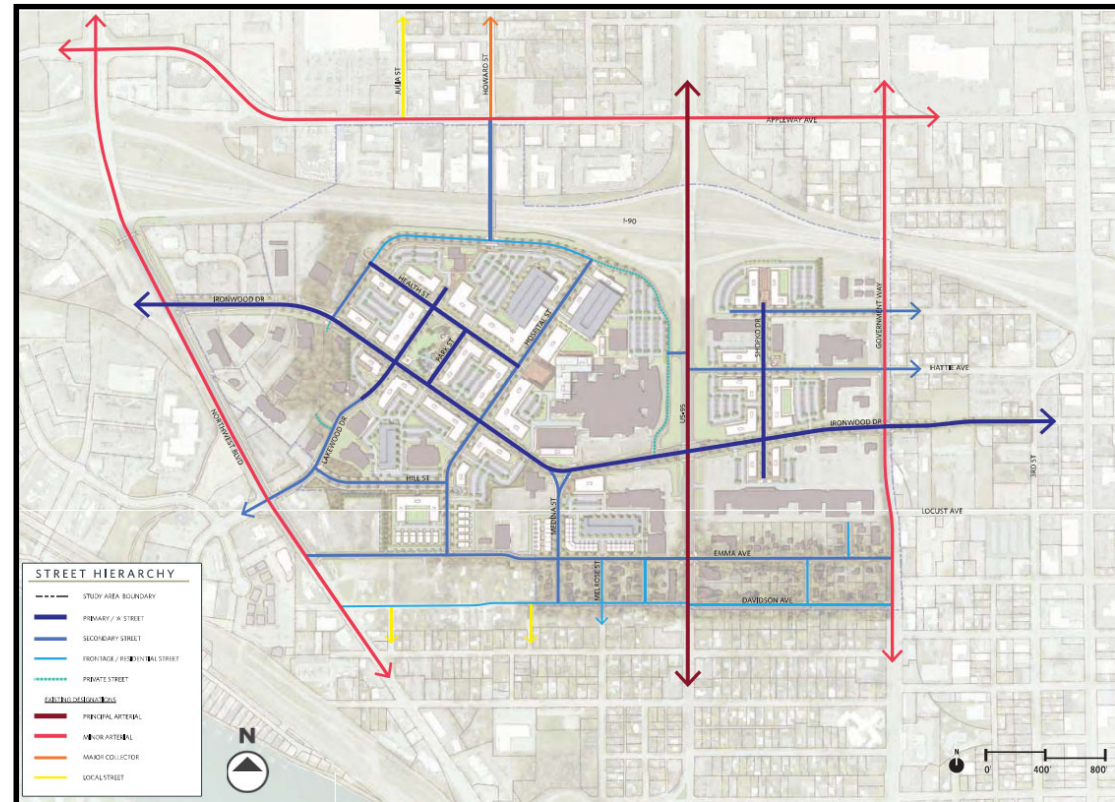 JULIA ST
HOWARD ST
APPLEWAY AVE
I-90
IRONWOOD DR
HEALTH ST
PARK ST
HOSPITAL ST
SHOPKO DR
GOVERNMENT WAY
HATTIE AVE
US-95
IRONWOOD DR
NORTHWEST BLVD
LAKEWOOD DR
HILL ST
MEDINA ST
3RD ST
LOCUST AVE
EMMA AVE
MELROSE ST
DAVIDSON AVE
STREET HIERARCHY
STUDY AREA BOUNDARY
PRIMARY / 'A' STREET
SECONDARY STREET
FRONTAGE / RESIDENTIAL STREET
PRIVATE STREET
EXISTING DESIGNATIONS
PRINCIPAL ARTERIAL
MINOR ARTERIAL
MAJOR COLLECTOR
LOCAL STREET
N
N
0' 400' 800'